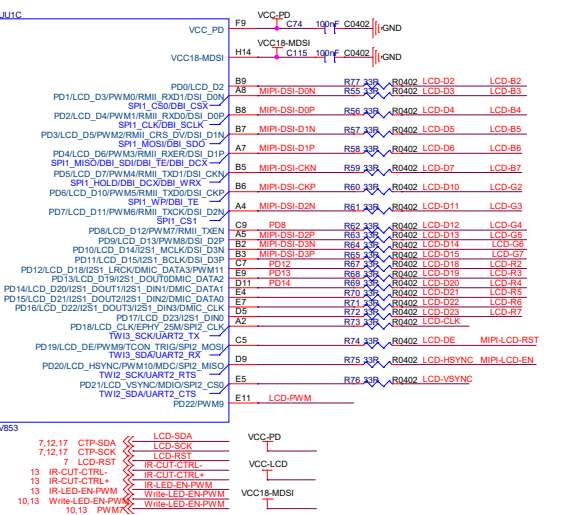 UU1C
VCC_PD F9 VCC-PD C74 100nF C0402 GND
VCC18-MDSI H14 VCC18-MDSI C115 100nF C0402 GND
PD0/LCD_D2 B9 R77 33R R0402 LCD-D2 LCD-B2
PD1/LCD_D3/PWM0/RMII_RXD1/DSI_D0N A8 MIPI-DSI-D0N R55 33R R0402 LCD-D3 LCD-B3
SPI1_CS0/DBI_CSX
PD2/LCD_D4/PWM1/RMII_RXD0/DSI_D0P B8 MIPI-DSI-D0P R56 33R R0402 LCD-D4 LCD-B4
SPI1_CLK/DBI_SCLK
PD3/LCD_D5/PWM2/RMII_CRS_DV/DSI_D1N B7 MIPI-DSI-D1N R57 33R R0402 LCD-D5 LCD-B5
SPI1_MOSI/DBI_SDO
PD4/LCD_D6/PWM3/RMII_RXER/DSI_D1P A7 MIPI-DSI-D1P R58 33R R0402 LCD-D6 LCD-B6
SPI1_MISO/DBI_SDI/DBI_TE/DBI_DCX
PD5/LCD_D7/PWM4/RMII_TXD1/DSI_CKN B5 MIPI-DSI-CKN R59 33R R0402 LCD-D7 LCD-B7
SPI1_HOLD/DBI_DCX/DBI_WRX
PD6/LCD_D10/PWM5/RMII_TXD0/DSI_CKP B6 MIPI-DSI-CKP R60 33R R0402 LCD-D10 LCD-G2
SPI1_WP/DBI_TE
PD7/LCD_D11/PWM6/RMII_TXCK/DSI_D2N A4 MIPI-DSI-D2N R61 33R R0402 LCD-D11 LCD-G3
SPI1_CS1
PD8/LCD_D12/PWM7/RMII_TXEN C9 PD8 R62 33R R0402 LCD-D12 LCD-G4
PD9/LCD_D13/PWM8/DSI_D2P A5 MIPI-DSI-D2P R63 33R R0402 LCD-D13 LCD-G5
PD10/LCD_D14/I2S1_MCLK/DSI_D3N B2 MIPI-DSI-D3N R64 33R R0402 LCD-D14 LCD-G6
PD11/LCD_D15/I2S1_BCLK/DSI_D3P B3 MIPI-DSI-D3P R65 33R R0402 LCD-D15 LCD-G7
PD12/LCD_D18/I2S1_LRCK/DMIC_DATA3/PWM11 C7 PD12 R67 33R R0402 LCD-D18 LCD-R2
PD13/LCD_D19/I2S1_DOUT0/DMIC_DATA2 E9 PD13 R68 33R R0402 LCD-D19 LCD-R3
PD14/LCD_D20/I2S1_DOUT1/I2S1_DIN1/DMIC_DATA1 D11 PD14 R69 33R R0402 LCD-D20 LCD-R4
PD15/LCD_D21/I2S1_DOUT2/I2S1_DIN2/DMIC_DATA0 E4 R70 33R R0402 LCD-D21 LCD-R5
PD16/LCD_D22/I2S1_DOUT3/I2S1_DIN3/DMIC_CLK E7 R71 33R R0402 LCD-D22 LCD-R6
PD17/LCD_D23/I2S1_DIN0 D5 R72 33R R0402 LCD-D23 LCD-R7
PD18/LCD_CLK/EPHY_25M/SPI2_CLK A2 R73 33R R0402 LCD-CLK
TWI3_SCK/UART2_TX
PD19/LCD_DE/PWM9/TCON_TRIG/SPI2_MOSI C5 R74 33R R0402 LCD-DE MIPI-LCD-RST
TWI3_SDA/UART2_RX
PD20/LCD_HSYNC/PWM10/MDC/SPI2_MISO D9 R75 33R R0402 LCD-HSYNC MIPI-LCD-EN
TWI2_SCK/UART2_RTS
PD21/LCD_VSYNC/MDIO/SPI2_CS0 E5 R76 33R R0402 LCD-VSYNC
TWI2_SDA/UART2_CTS
PD22/PWM9 E11 LCD-PWM
V853
7,12,17 CTP-SDA LCD-SDA VCC-PD
7,12,17 CTP-SCK LCD-SCK
7 LCD-RST LCD-RST
13 IR-CUT-CTRL- IR-CUT-CTRL- VCC-LCD
13 IR-CUT-CTRL+ IR-CUT-CTRL+
13 IR-LED-EN-PWM IR-LED-EN-PWM
10,13 Write-LED-EN-PWM Write-LED-EN-PWM VCC18-MDSI
10,13 PWM7 Write-LED-EN-PWM